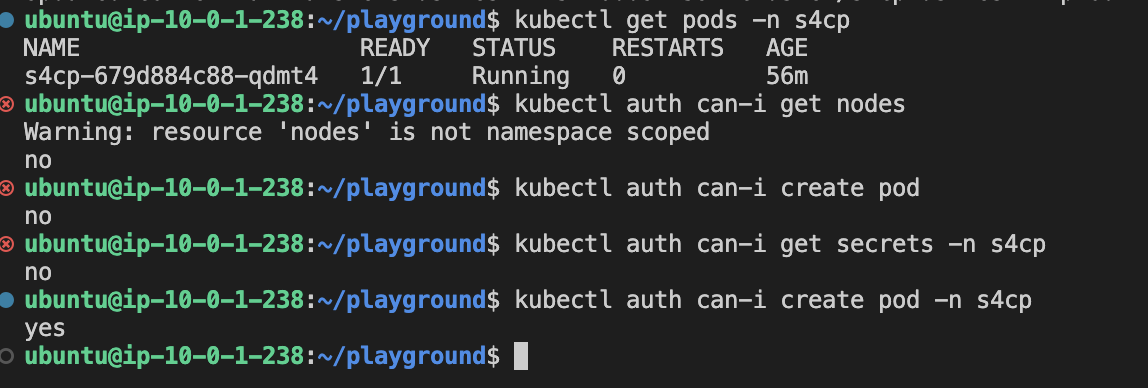 ubuntu@ip-10-0-1-238:~/playground$ kubectl get pods -n s4cp
NAME                    READY   STATUS    RESTARTS   AGE
s4cp-679d884c88-qdmt4   1/1     Running   0          56m
ubuntu@ip-10-0-1-238:~/playground$ kubectl auth can-i get nodes
Warning: resource 'nodes' is not namespace scoped
no
ubuntu@ip-10-0-1-238:~/playground$ kubectl auth can-i create pod
no
ubuntu@ip-10-0-1-238:~/playground$ kubectl auth can-i get secrets -n s4cp
no
ubuntu@ip-10-0-1-238:~/playground$ kubectl auth can-i create pod -n s4cp
yes
ubuntu@ip-10-0-1-238:~/playground$